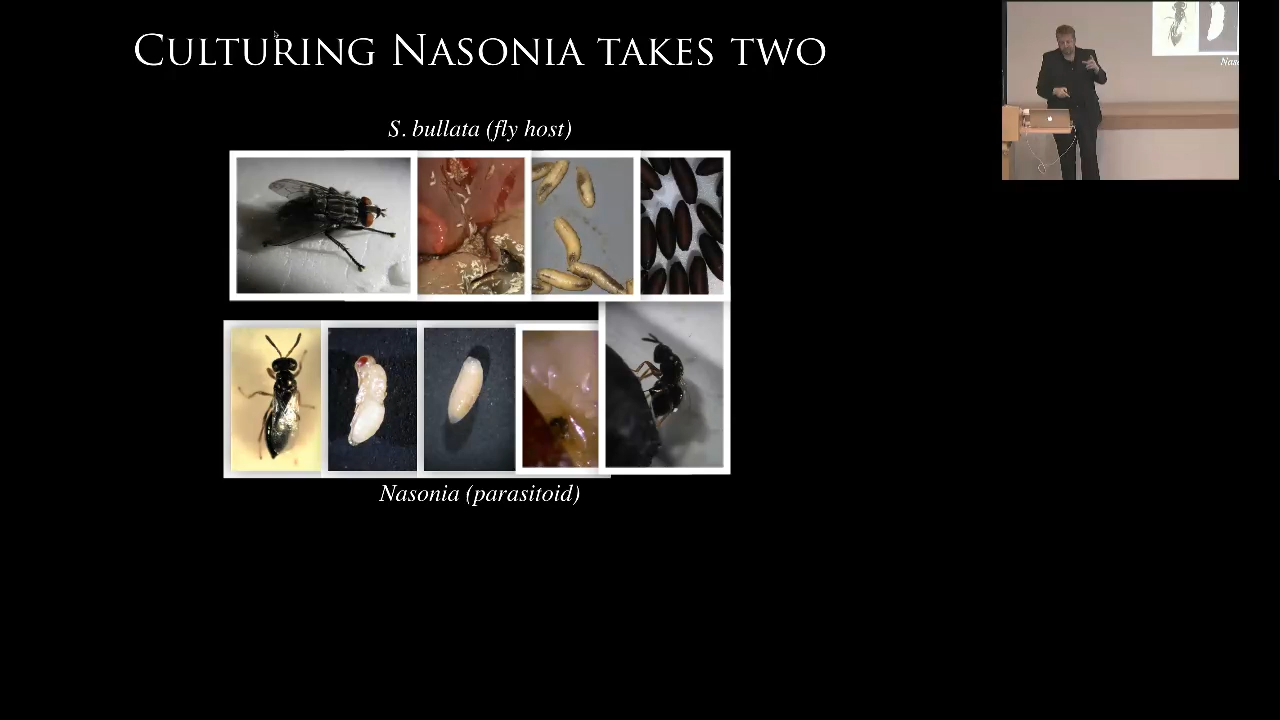 CULTURING NASONIA TAKES TWO
S. bullata (fly host)
Nasonia (parasitoid)